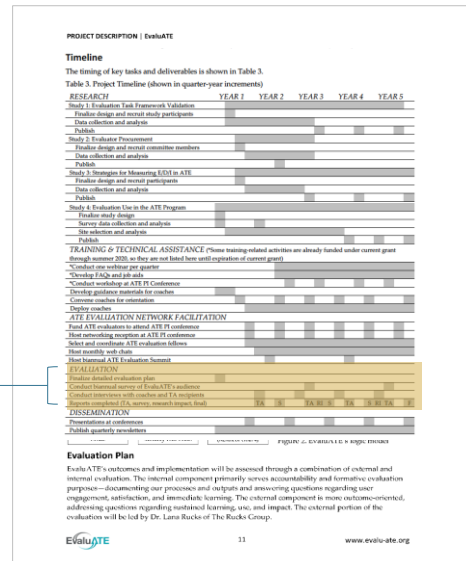 PROJECT DESCRIPTION | EvaluATE
Timeline
The timing of key tasks and deliverables is shown in Table 3.
Table 3. Project Timeline (shown in quarter-year increments)
RESEARCH YEAR 1 YEAR 2 YEAR 3 YEAR 4 YEAR 5
Study 1: Evaluation Task Framework Validation
Finalize design and recruit study participants
Data collection and analysis
Publish
Study 2: Evaluator Procurement
Finalize design and recruit committee members
Data collection and analysis
Publish
Study 3: Strategies for Measuring E/D/I in ATE
Finalize design and recruit participants
Data collection and analysis
Publish
Study 4: Evaluation Use in the ATE Program
Finalize study design
Survey data collection and analysis
Site selection and analysis
Publish
TRAINING & TECHNICAL ASSISTANCE (*Some training-related activities are already funded under current grant
through summer 2020, so they are not listed here until expiration of current grant)
*Conduct one webinar per quarter
*Develop FAQs and job aids
*Conduct workshop at ATE PI Conference
Develop guidance materials for coaches
Convene coaches for orientation
Deploy coaches
ATE EVALUATION NETWORK FACILITATION
Fund ATE evaluators to attend ATE PI conference
Host networking reception at ATE PI conference
Select and coordinate ATE evaluation fellows
Host monthly web chats
Host biannual ATE Evaluation Summit
EVALUATION
Finalize detailed evaluation plan
Conduct biannual survey of EvaluATE's audience
Conduct interviews with coaches and TA recipients
Reports completed (TA, survey, research impact, final) TA S TA RI S TA S RI TA F
DISSEMINATION
Presentations at conferences
Publish quarterly newsletters
Figure 2. EvaluATE's logic model
Evaluation Plan
EvaluATE's outcomes and implementation will be assessed through a combination of external and
internal evaluation. The internal component primarily serves accountability and formative evaluation
purposes—documenting our processes and outputs and answering questions regarding user
engagement, satisfaction, and immediate learning. The external component is more outcome-oriented,
addressing questions regarding sustained learning, use, and impact. The external portion of the
evaluation will be led by Dr. Lana Rucks of The Rucks Group.
EvaluATE 11 www.evalu-ate.org